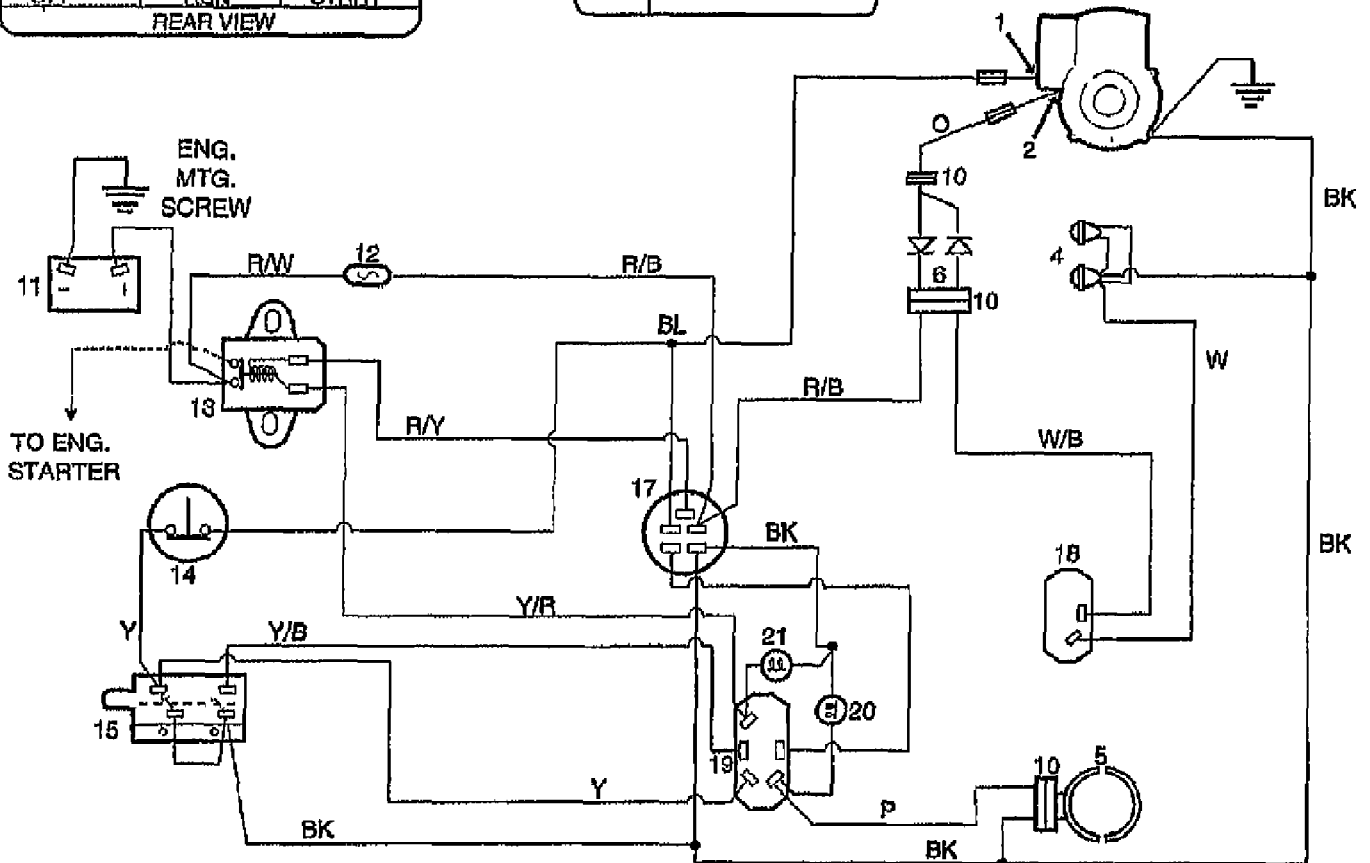 REAR VIEW
1
O
2
10
ENG.
MTG.
SCREW
BK
12
R/W
R/B
4
11
6
10
BL
W
13
R/B
R/Y
W/B
TO ENG.
STARTER
17
BK
BK
14
18
Y/R
Y
Y/B
21
15
20
19
10
5
Y
P
BK
BK